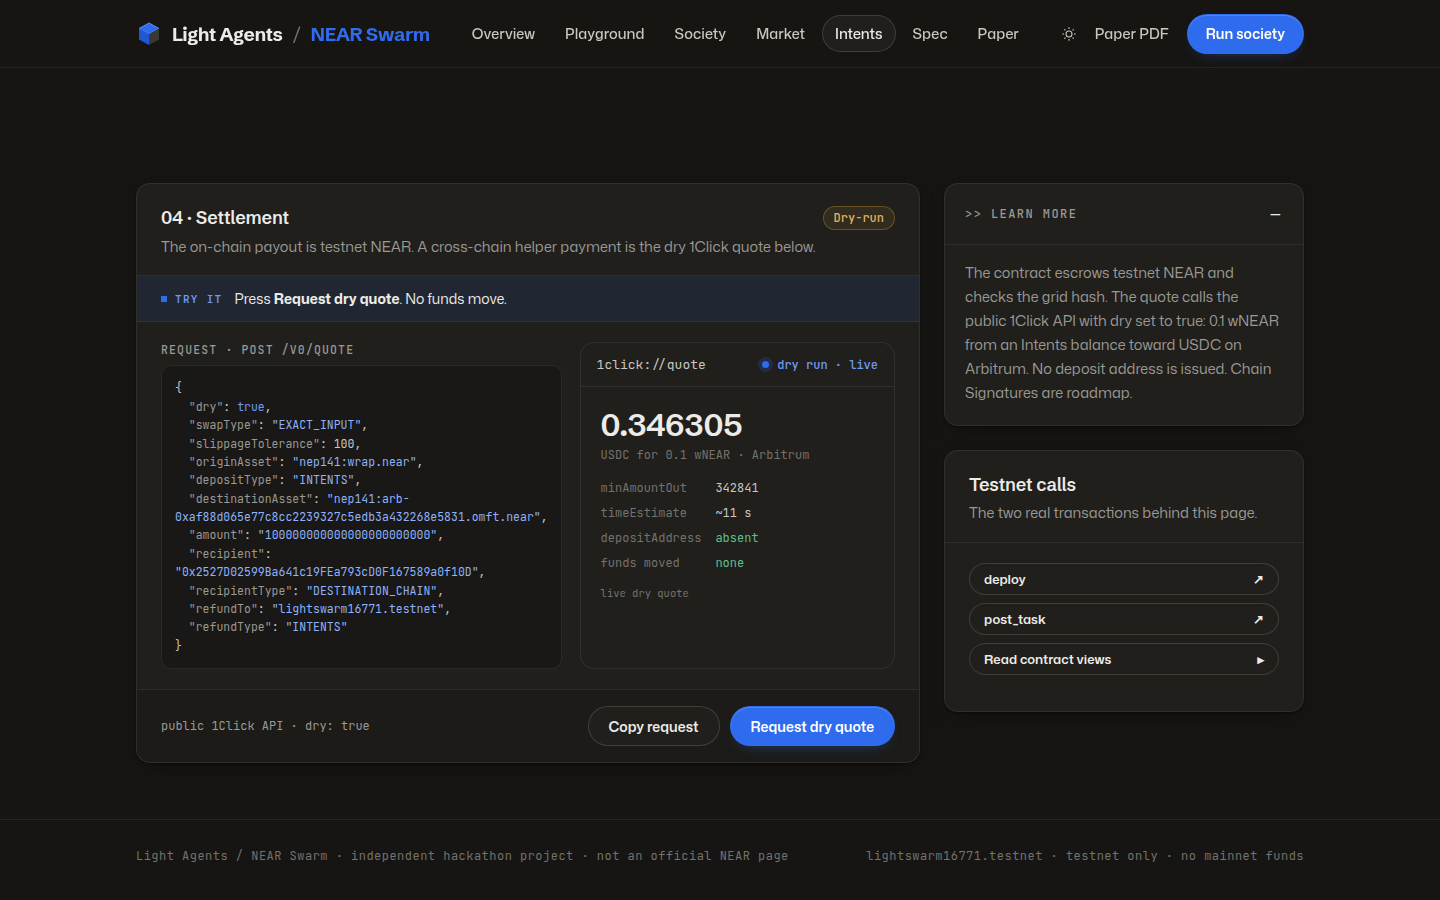 Light Agents / NEAR Swarm
Overview
Playground
Society
Market
Intents
Spec
Paper
Paper PDF
Run society
04 · Settlement
Dry-run
The on-chain payout is testnet NEAR. A cross-chain helper payment is the dry 1Click quote below.
TRY IT Press Request dry quote. No funds move.
REQUEST · POST /V0/QUOTE
{
"dry": true,
"swapType": "EXACT_INPUT",
"slippageTolerance": 100,
"originAsset": "nep141:wrap.near",
"depositType": "INTENTS",
"destinationAsset": "nep141:arb-
0xaf88d065e77c8cc2239327c5edb3a432268e5831.omft.near",
"amount": "100000000000000000000000",
"recipient":
"0x2527D02599Ba641c19FEa793cD0F167589a0f10D",
"recipientType": "DESTINATION_CHAIN",
"refundTo": "lightswarm16771.testnet",
"refundType": "INTENTS"
}
1click://quote
dry run · live
0.346305
USDC for 0.1 wNEAR · Arbitrum
minAmountOut 342841
timeEstimate ~11 s
depositAddress absent
funds moved none
live dry quote
public 1Click API · dry: true
Copy request
Request dry quote
>> LEARN MORE –
The contract escrows testnet NEAR and
checks the grid hash. The quote calls the
public 1Click API with dry set to true: 0.1 wNEAR
from an Intents balance toward USDC on
Arbitrum. No deposit address is issued. Chain
Signatures are roadmap.
Testnet calls
The two real transactions behind this page.
deploy ↗
post_task ↗
Read contract views ▸
Light Agents / NEAR Swarm · independent hackathon project · not an official NEAR page
lightswarm16771.testnet · testnet only · no mainnet funds